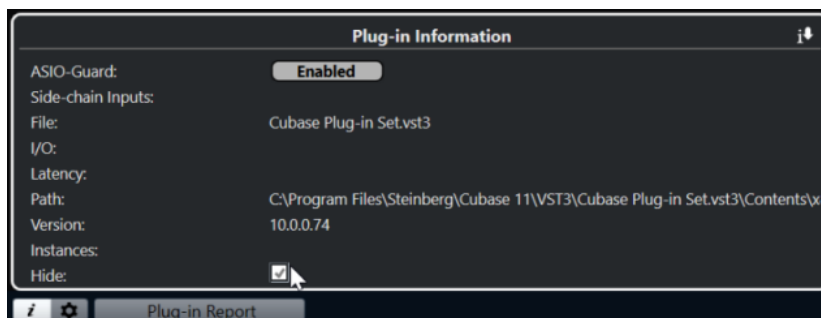 Plug-in Information
i
ASIO-Guard: Enabled
Side-chain Inputs:
File: Cubase Plug-in Set.vst3
I/O:
Latency:
Path: C:\Program Files\Steinberg\Cubase 11\VST3\Cubase Plug-in Set.vst3\Contents\x
Version: 10.0.0.74
Instances:
Hide:
i Plug-in Report